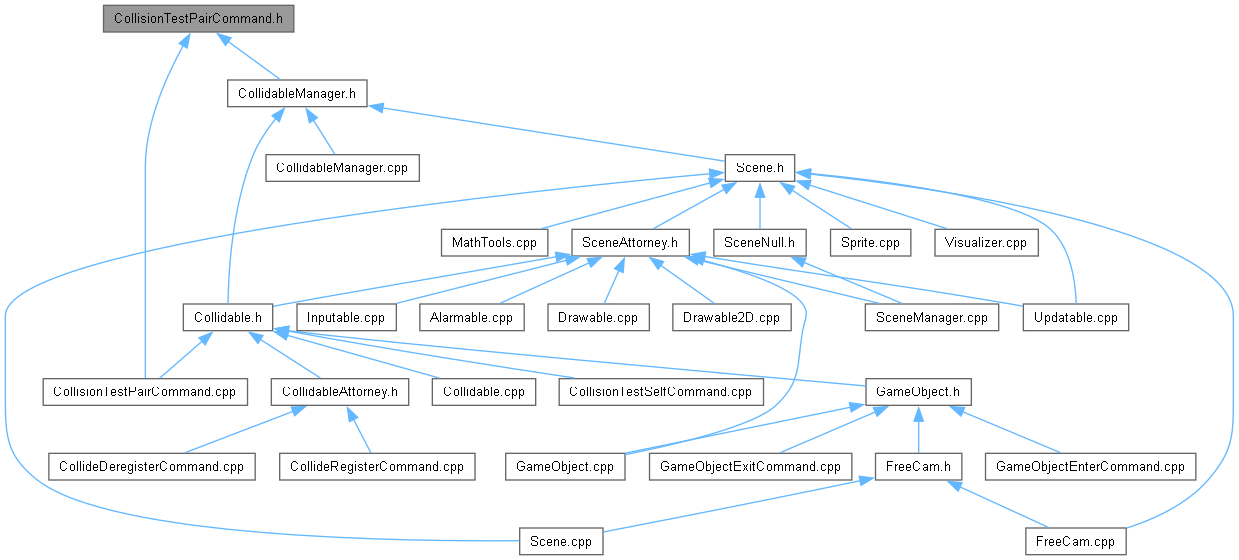 CollisionTestPairCommand.h
CollidableManager.h
CollidableManager.cpp
Scene.h
MathTools.cpp
SceneAttorney.h
SceneNull.h
Sprite.cpp
Visualizer.cpp
Collidable.h
Inputable.cpp
Alarmable.cpp
Drawable.cpp
Drawable2D.cpp
SceneManager.cpp
Updatable.cpp
CollisionTestPairCommand.cpp
CollidableAttorney.h
Collidable.cpp
CollisionTestSelfCommand.cpp
GameObject.h
CollideDeregisterCommand.cpp
CollideRegisterCommand.cpp
GameObject.cpp
GameObjectExitCommand.cpp
FreeCam.h
GameObjectEnterCommand.cpp
Scene.cpp
FreeCam.cpp